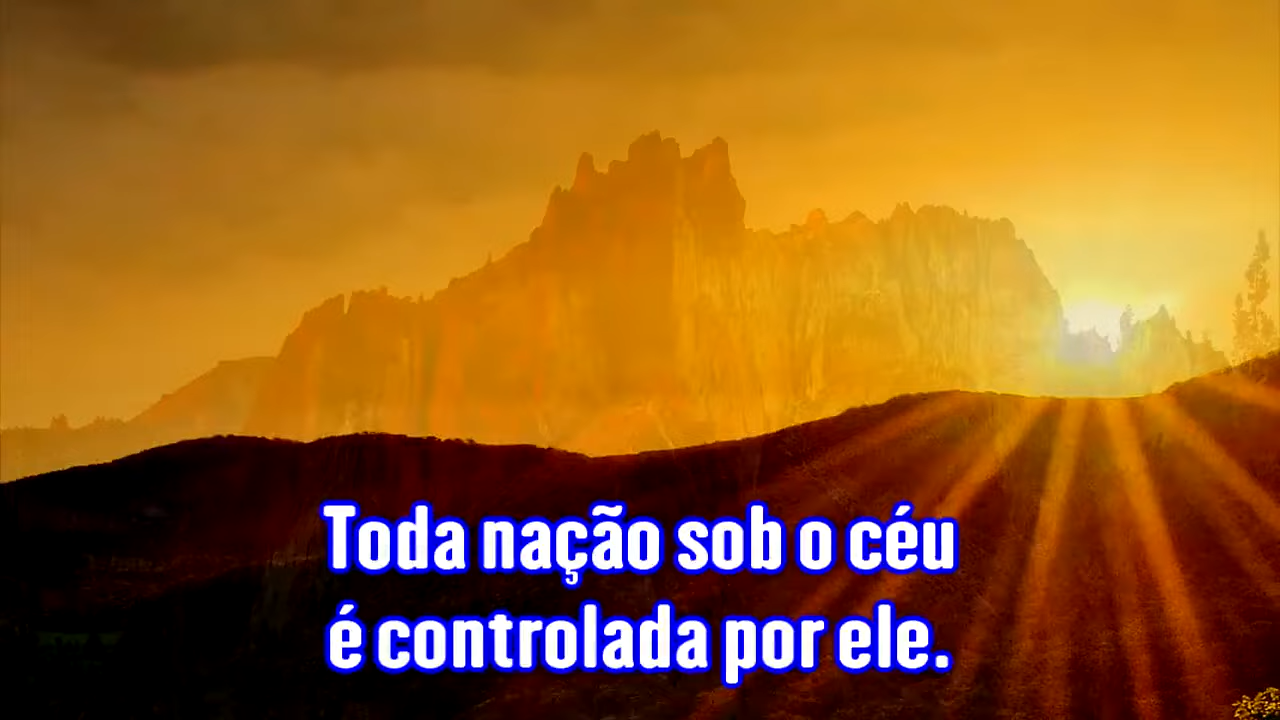 Toda nação sob o céu
é controlada por ele.